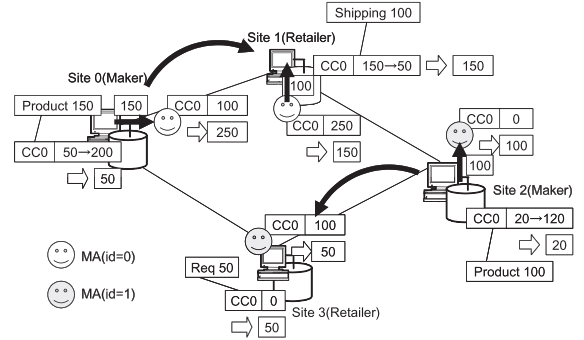 Shipping 100
Site 1(Retailer)
CC0 150→50 150
100
Site 0(Maker)
Product 150 150 CC0 100
250
CC0 250
150
CC0 50→200
50
CC0 0
100
100
Site 2(Maker)
CC0 20→120
20
Product 100
CC0 100
50
Req 50
CC0 0
Site 3(Retailer)
50
MA(id=0)
MA(id=1)